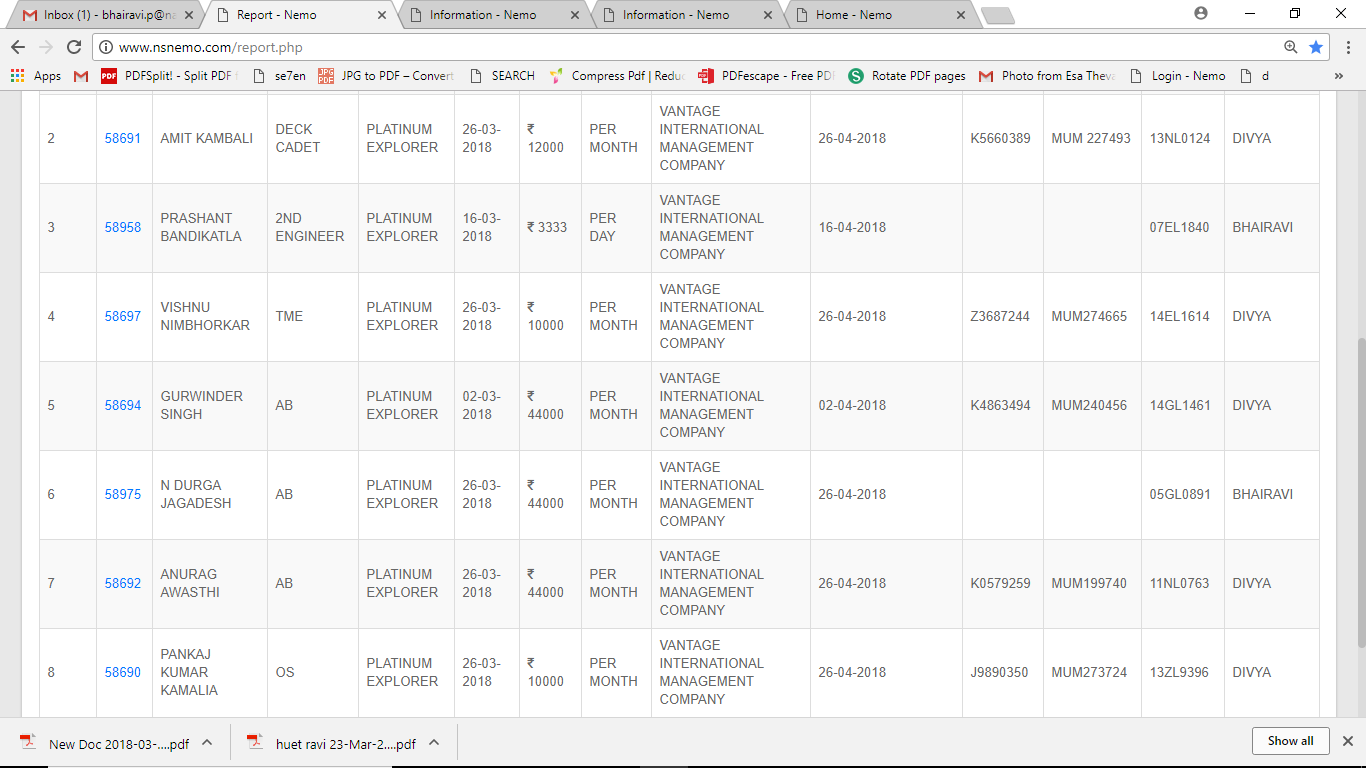 Inbox (1) - bhairavi.p@na
Report - Nemo
Information - Nemo
Information - Nemo
Home - Nemo
www.nsnemo.com/report.php
Apps
PDFSplit! - Split PDF
se7en
JPG to PDF – Convert
SEARCH
Compress Pdf | Redu
PDFescape - Free PD
Rotate PDF pages
Photo from Esa Theva
Login - Nemo
d
»
2 58691 AMIT KAMBALI DECK CADET PLATINUM EXPLORER 26-03-2018 ₹ 12000 PER MONTH VANTAGE INTERNATIONAL MANAGEMENT COMPANY 26-04-2018 K5660389 MUM 227493 13NL0124 DIVYA
3 58958 PRASHANT BANDIKATLA 2ND ENGINEER PLATINUM EXPLORER 16-03-2018 ₹ 3333 PER DAY VANTAGE INTERNATIONAL MANAGEMENT COMPANY 16-04-2018 07EL1840 BHAIRAVI
4 58697 VISHNU NIMBHORKAR TME PLATINUM EXPLORER 26-03-2018 ₹ 10000 PER MONTH VANTAGE INTERNATIONAL MANAGEMENT COMPANY 26-04-2018 Z3687244 MUM274665 14EL1614 DIVYA
5 58694 GURWINDER SINGH AB PLATINUM EXPLORER 02-03-2018 ₹ 44000 PER MONTH VANTAGE INTERNATIONAL MANAGEMENT COMPANY 02-04-2018 K4863494 MUM240456 14GL1461 DIVYA
6 58975 N DURGA JAGADESH AB PLATINUM EXPLORER 26-03-2018 ₹ 44000 PER MONTH VANTAGE INTERNATIONAL MANAGEMENT COMPANY 26-04-2018 05GL0891 BHAIRAVI
7 58692 ANURAG AWASTHI AB PLATINUM EXPLORER 26-03-2018 ₹ 44000 PER MONTH VANTAGE INTERNATIONAL MANAGEMENT COMPANY 26-04-2018 K0579259 MUM199740 11NL0763 DIVYA
8 58690 PANKAJ KUMAR KAMALIA OS PLATINUM EXPLORER 26-03-2018 ₹ 10000 PER MONTH VANTAGE INTERNATIONAL MANAGEMENT COMPANY 26-04-2018 J9890350 MUM273724 13ZL9396 DIVYA
New Doc 2018-03-....pdf
huet ravi 23-Mar-2....pdf
Show all